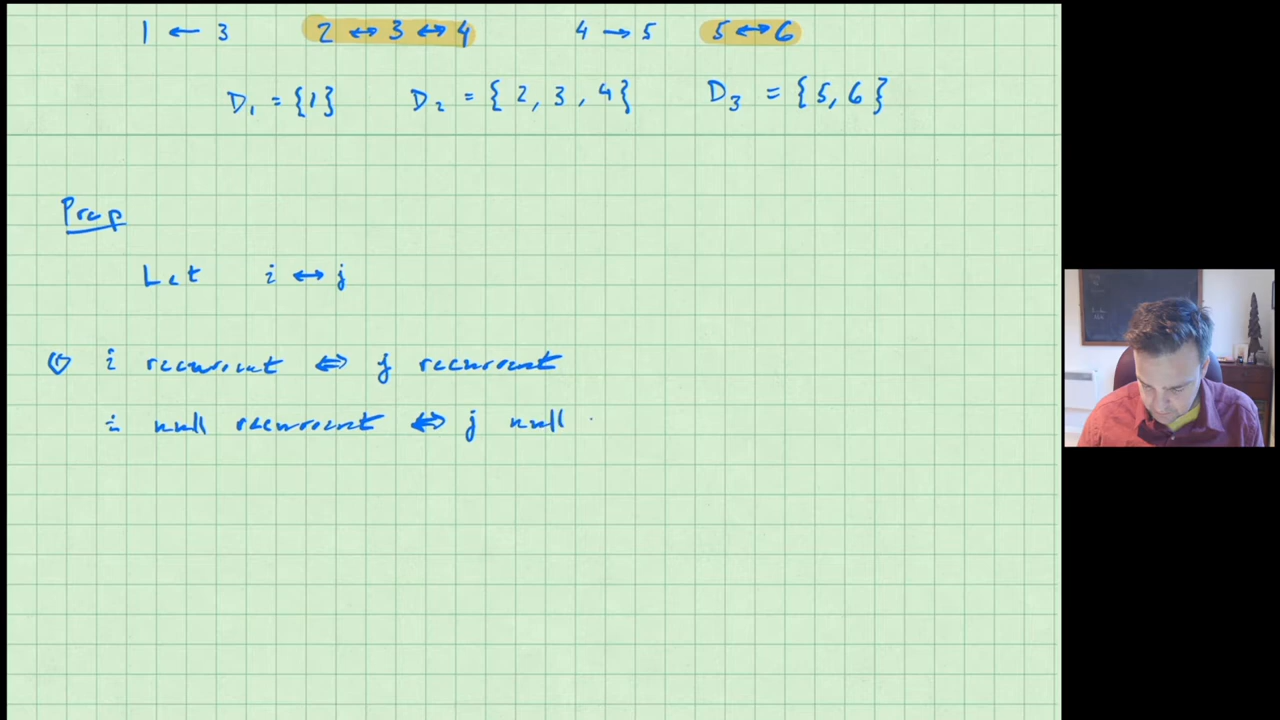 1 ← 3 2 ↔ 3 ↔ 4 4 → 5 5 ↔ 6
D₁ = {1} D₂ = {2, 3, 4} D₃ = {5, 6}
Prop
Let i ↔ j
i recurrent ⇔ j recurrent
i null recurrent ⇔ j null